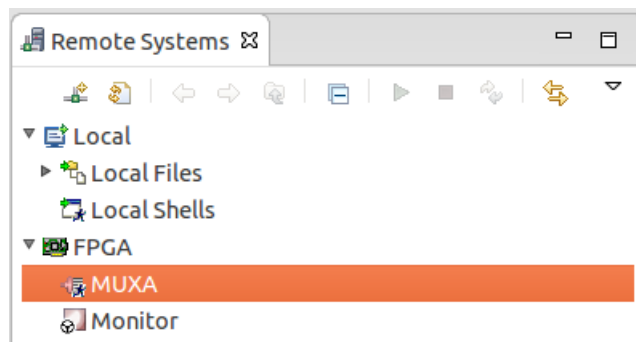 Remote Systems
Local
Local Files
Local Shells
FPGA
MUXA
Monitor